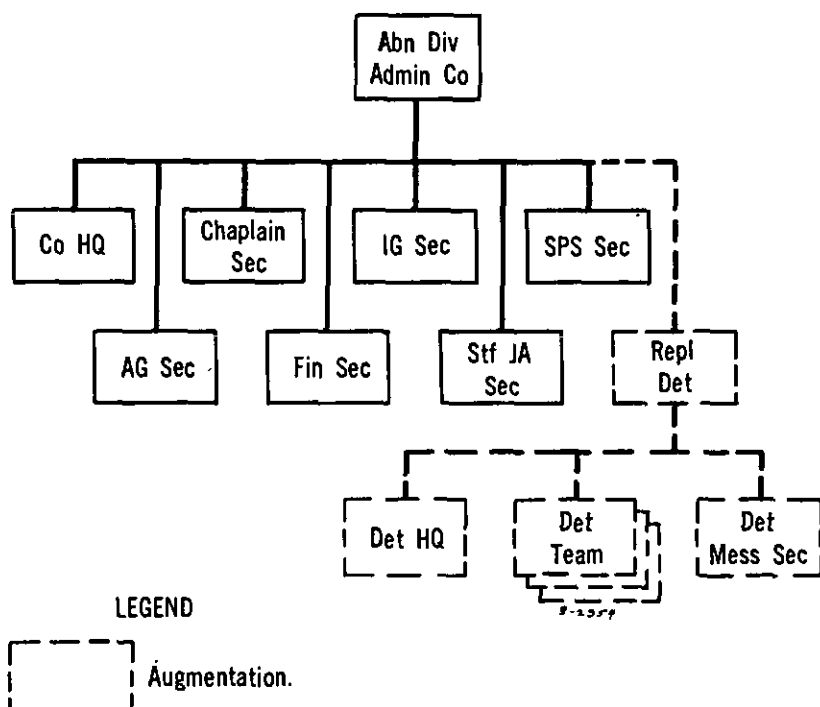 Abn Div
Admin Co
Co HQ
Chaplain
Sec
IG Sec
SPS Sec
AG Sec
Fin Sec
Stf JA
Sec
Repl
Det
Det HQ
Det
Team
Det
Mess Sec
LEGEND
Augmentation.